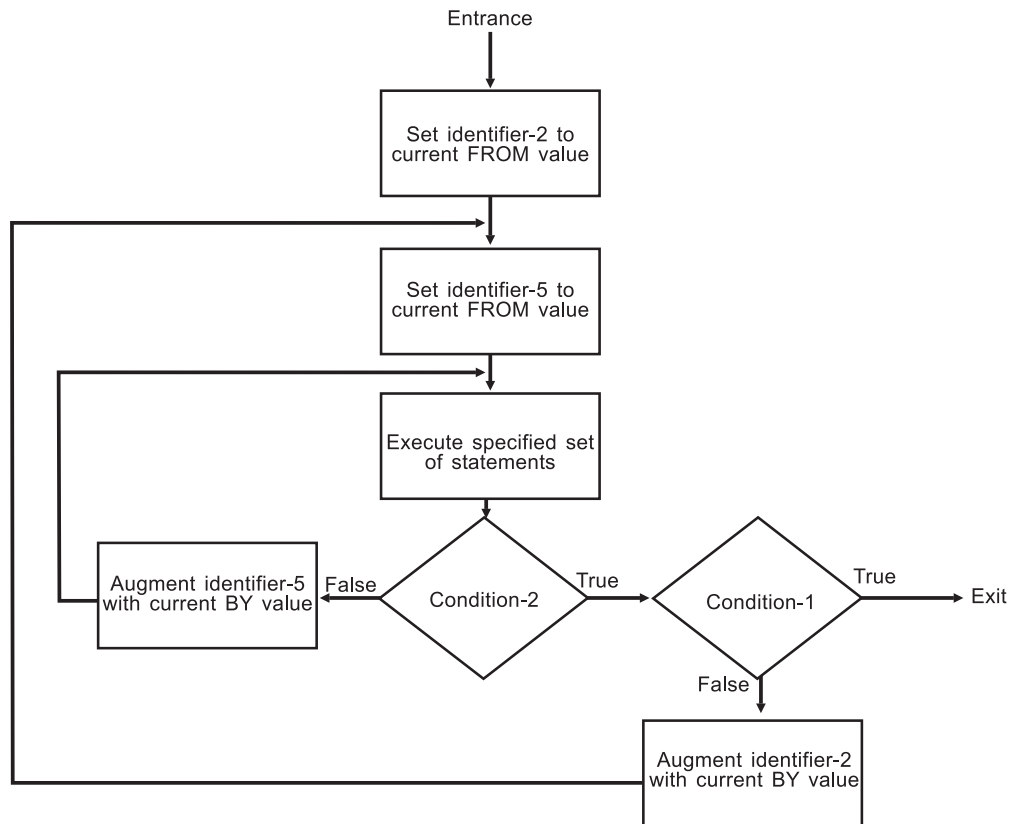 Entrance
Set identifier-2 to
current FROM value
Set identifier-5 to
current FROM value
Execute specified set
of statements
Augment identifier-5
with current BY value
False
Condition-2
True
Condition-1
True
Exit
False
Augment identifier-2
with current BY value